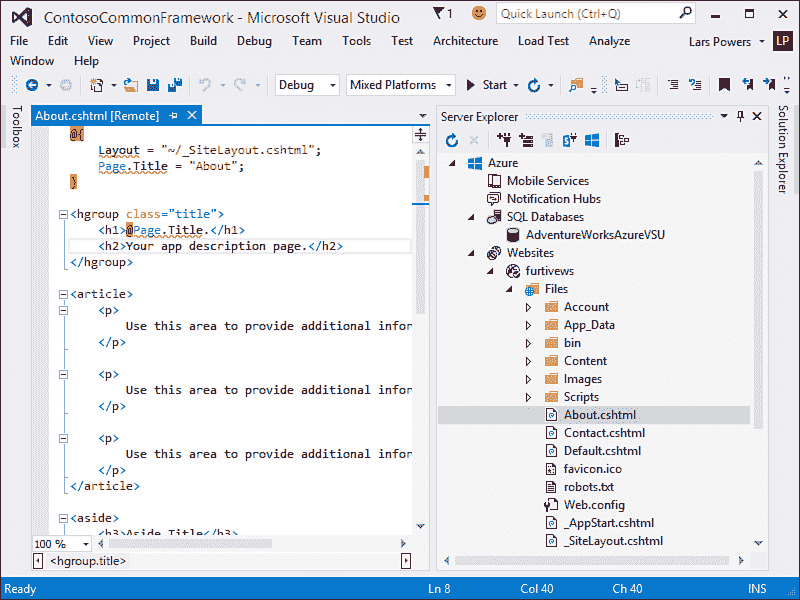 ContosoCommonFramework - Microsoft Visual Studio
1
Quick Launch (Ctrl+Q)
File Edit View Project Build Debug Team Tools Test Architecture Load Test Analyze
Lars Powers LP
Window Help
Debug Mixed Platforms Start
Toolbox
About.cshtml [Remote]
@{
Layout = "~/_SiteLayout.cshtml";
Page.Title = "About";
}
<hgroup class="title">
<h1>@Page.Title.</h1>
<h2>Your app description page.</h2>
</hgroup>
<article>
<p>
Use this area to provide additional infor
</p>
<p>
Use this area to provide additional infor
</p>
<p>
Use this area to provide additional infor
</p>
</article>
<aside>
<h3>Aside Title</h3>
100 %
<hgroup.title>
Server Explorer
Azure
Mobile Services
Notification Hubs
SQL Databases
AdventureWorksAzureVSU
Websites
furtivews
Files
Account
App_Data
bin
Content
Images
Scripts
About.cshtml
Contact.cshtml
Default.cshtml
favicon.ico
robots.txt
Web.config
_AppStart.cshtml
_SiteLayout.cshtml
Solution Explorer
Ready Ln 8 Col 40 Ch 40 INS